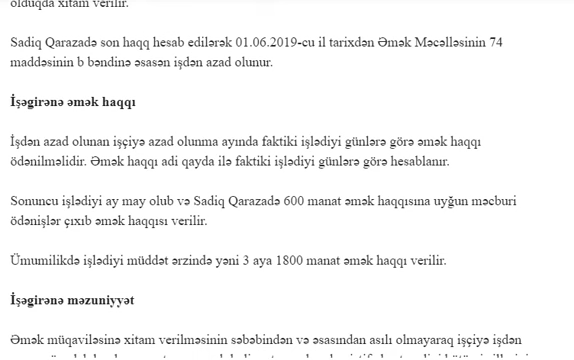 olduqda xitam verilir.
Sadiq Qarazadə son haqq hesab edilərək 01.06.2019-cu il tarixdən Əmək Məcəlləsinin 74
maddəsinin b bəndinə əsasən işdən azad olunur.
İşəgirənə əmək haqqı
İşdən azad olunan işçiyə azad olunma ayında faktiki işlədiyi günlərə görə əmək haqqı
ödənilməlidir. Əmək haqqı adi qayda ilə faktiki işlədiyi günlərə görə hesablanır.
Sonuncu işlədiyi ay may olub və Sadiq Qarazadə 600 manat əmək haqqısına uyğun məcburi
ödənişlər çıxıb əmək haqqısı verilir.
Ümumilikdə işlədiyi müddət ərzində yəni 3 aya 1800 manat əmək haqqı verilir.
İşəgirənə məzuniyyət
Əmək müqaviləsinə xitam verilməsinin səbəbindən və əsasından asılı olmayaraq işçiyə işdən